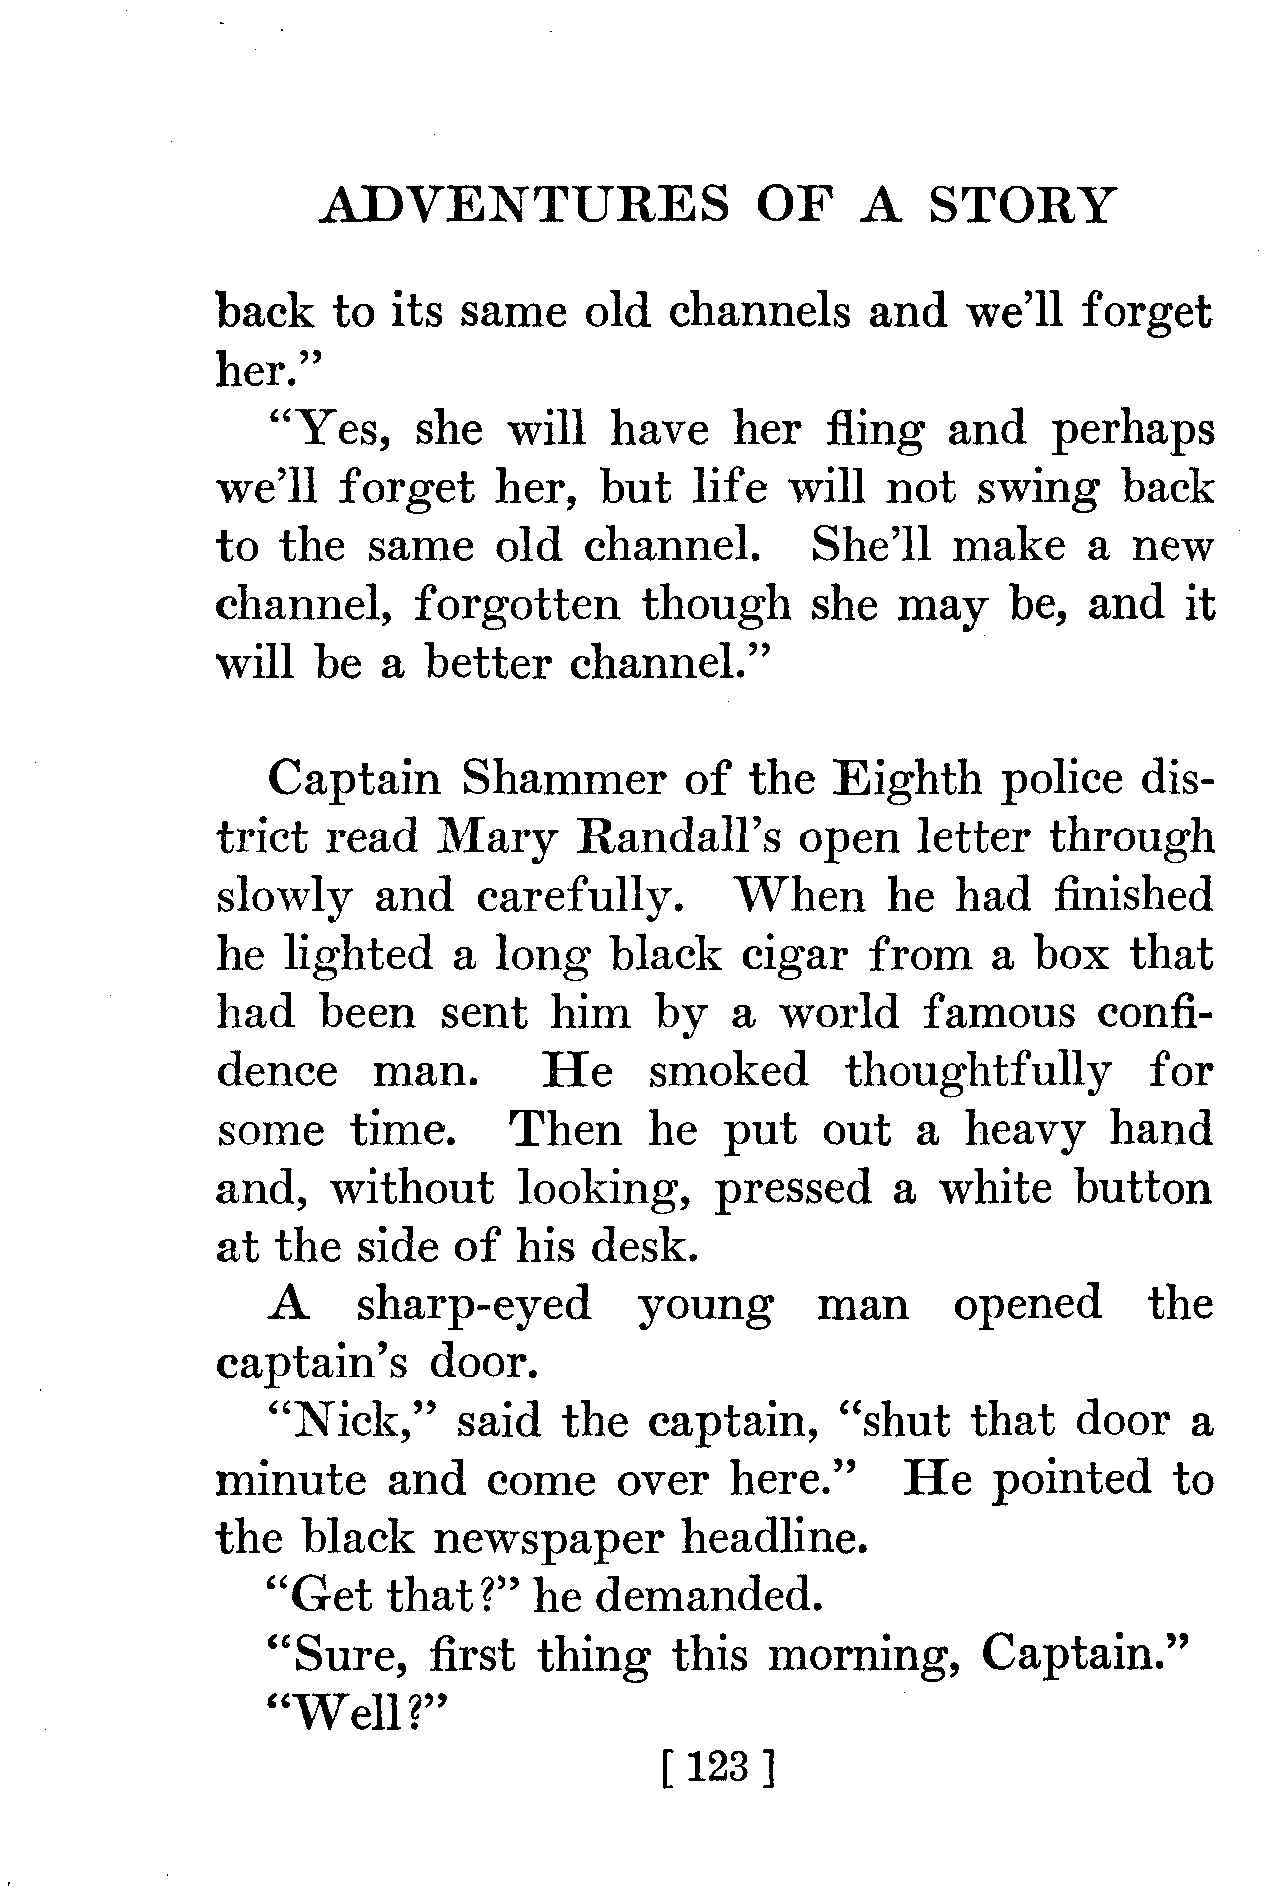 ADVENTURES OF A STORY
back to its same old channels and we'll forget
her."
"Yes, she will have her fling and perhaps
we'll forget her, but life will not swing back
to the same old channel. She'll make a new
channel, forgotten though she may be, and it
will be a better channel."
Captain Shammer of the Eighth police dis-
trict read Mary Randall's open letter through
slowly and carefully. When he had finished
he lighted a long black cigar from a box that
had been sent him by a world famous confi-
dence man. He smoked thoughtfully for
some time. Then he put out a heavy hand
and, without looking, pressed a white button
at the side of his desk.
A sharp-eyed young man opened the
captain's door.
"Nick," said the captain, "shut that door a
minute and come over here." He pointed to
the black newspaper headline.
"Get that?" he demanded.
"Sure, first thing this morning, Captain."
"Well?"
[ 123 ]